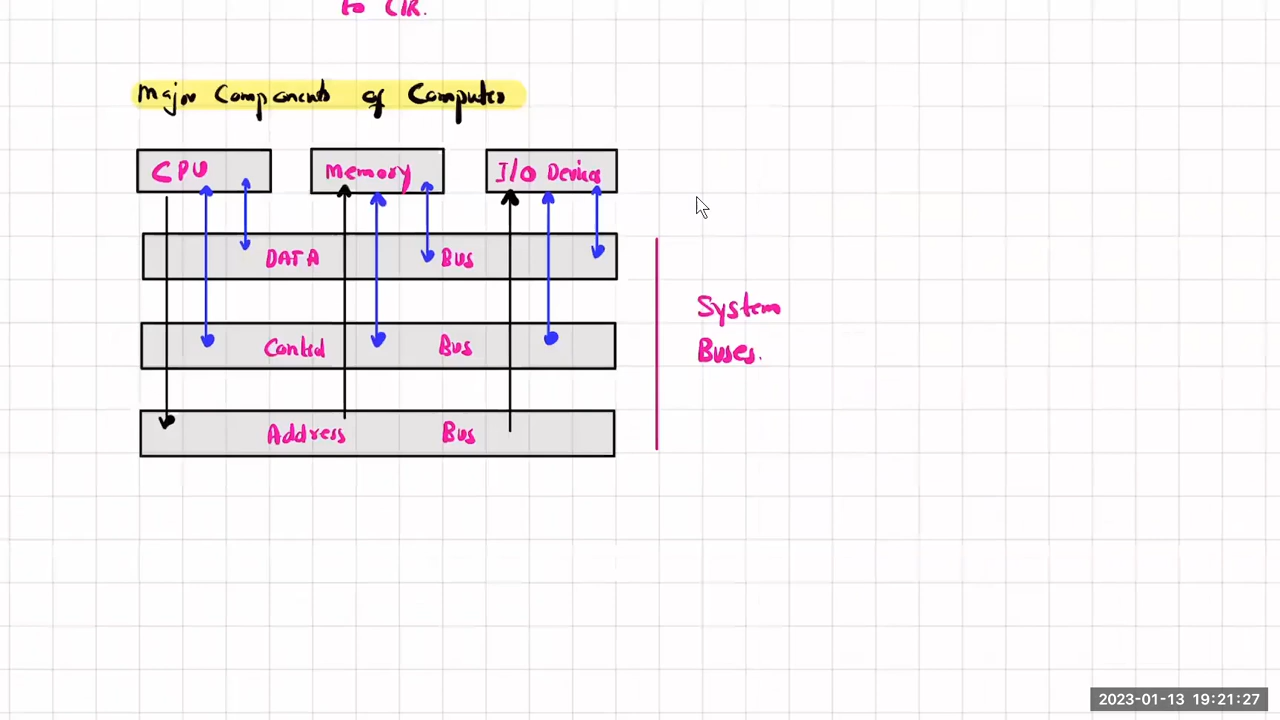 to CIR.
Major Components of Computer
CPU
Memory
I/O Devices
DATA Bus
Control Bus
Address Bus
System
Buses.
2023-01-13 19:21:27